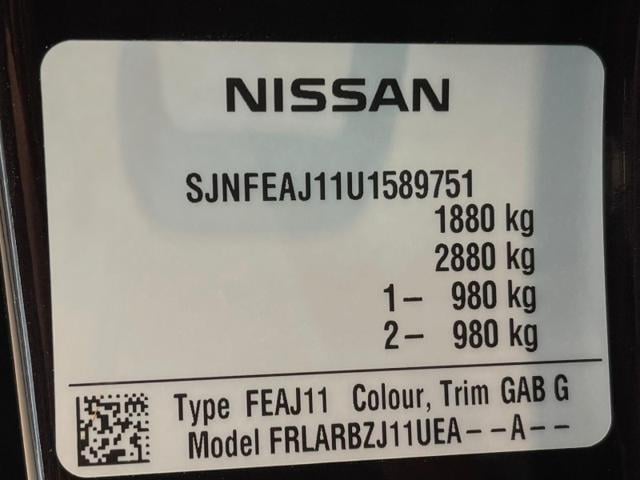 NISSAN
SJNFEAJ11U1589751
1880 kg
2880 kg
1- 980 kg
2- 980 kg
Type FEAJ11 Colour, Trim GAB G
Model FRLARBZJ11UEA--A--